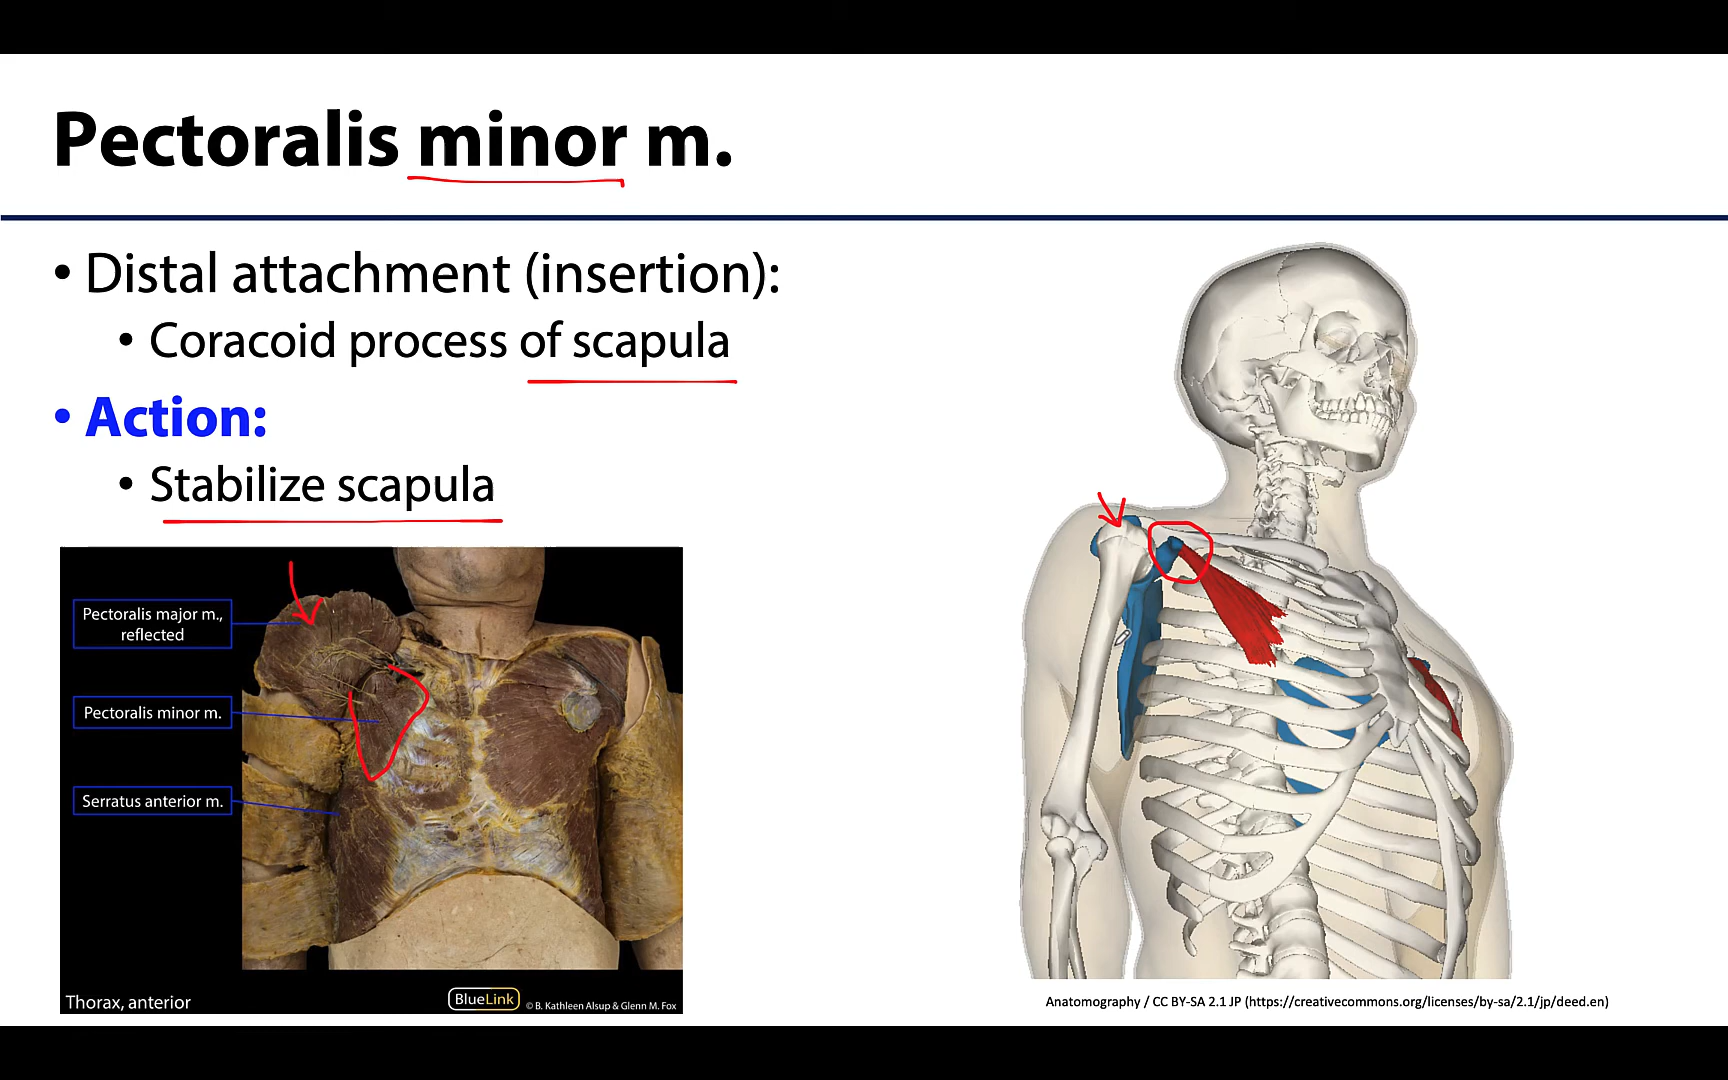 Pectoralis minor m.
• Distal attachment (insertion):
• Coracoid process of scapula
• Action:
• Stabilize scapula
Pectoralis major m.,
reflected
Pectoralis minor m.
Serratus anterior m.
Thorax, anterior
BlueLink © B. Kathleen Alsup & Glenn M. Fox
Anatomography / CC BY-SA 2.1 JP (https://creativecommons.org/licenses/by-sa/2.1/jp/deed.en)